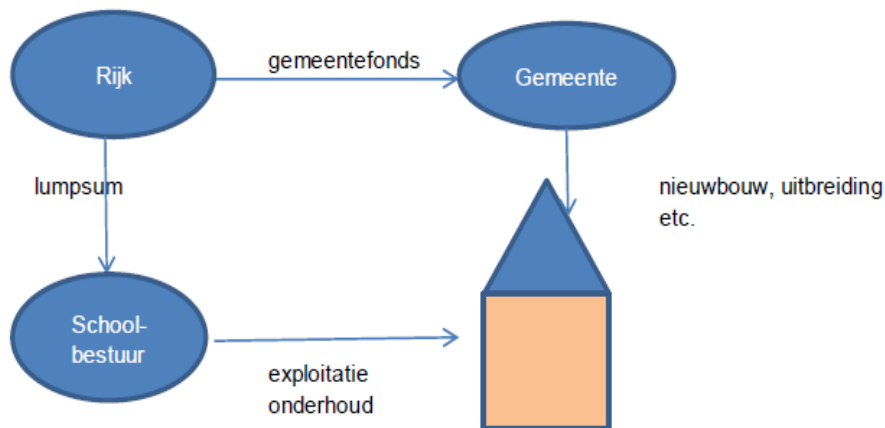 Rijk
gemeentefonds
Gemeente
lumpsum
nieuwbouw, uitbreiding
etc.
School-
bestuur
exploitatie
onderhoud